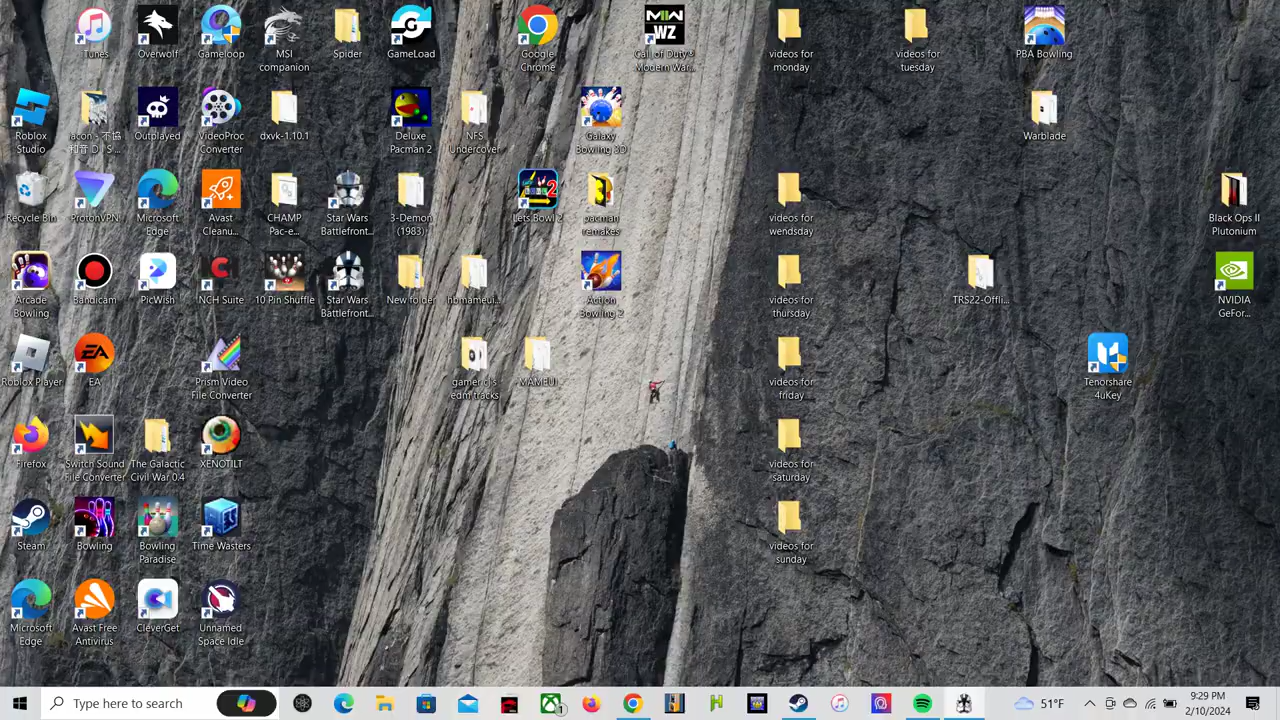 iTunes
Overwolf
Gameloop
MSI
companion
Spider
GameLoad
Google
Chrome
MW
WZ
Call of Duty®
Modern War...
videos for
monday
videos for
tuesday
PBA Bowling
Roblox
Studio
Outplayed
VideoProc
Converter
dxvk-1.10.1
Deluxe
Pacman 2
NFS
Undercover
Galaxy
Bowling 3D
Warblade
Recycle Bin
ProtonVPN
Microsoft
Edge
Avast
Cleanu...
CHAMP
Pac-e...
Star Wars
Battlefront...
3-Demon
(1983)
Lets Bowl 2
pacman
remakes
videos for
wendsday
Black Ops II
Plutonium
Arcade
Bowling
Bandicam
PicWish
NCH Suite
10 Pin Shuffle
Star Wars
Battlefront...
New folder
hbmameui...
Action
Bowling 2
videos for
thursday
TRS22-Offli...
NVIDIA
GeFor...
Roblox Player
EA
Prism Video
File Converter
gamer cj's
edm tracks
MAMEUI...
videos for
friday
Tenorshare
4uKey
Firefox
Switch Sound
File Converter
The Galactic
Civil War 0.4
XENOTILT
videos for
saturday
Steam
Bowling
Bowling
Paradise
Time Wasters
videos for
sunday
Microsoft
Edge
Avast Free
Antivirus
CleverGet
Unnamed
Space Idle
Type here to search
1
51°F
2/10/2024